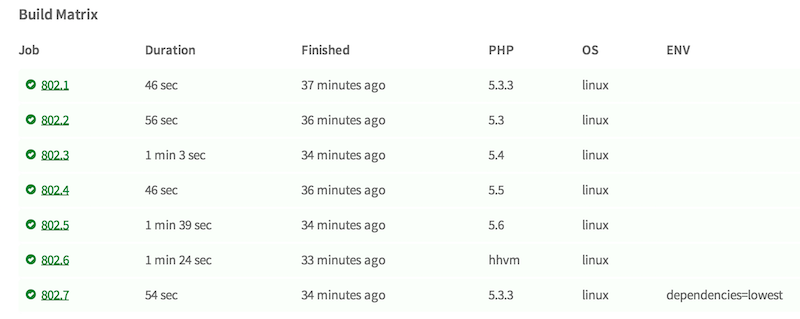 Build Matrix
Job Duration Finished PHP OS ENV
802.1 46 sec 37 minutes ago 5.3.3 linux
802.2 56 sec 36 minutes ago 5.3 linux
802.3 1 min 3 sec 34 minutes ago 5.4 linux
802.4 46 sec 36 minutes ago 5.5 linux
802.5 1 min 39 sec 34 minutes ago 5.6 linux
802.6 1 min 24 sec 33 minutes ago hhvm linux
802.7 54 sec 34 minutes ago 5.3.3 linux dependencies=lowest